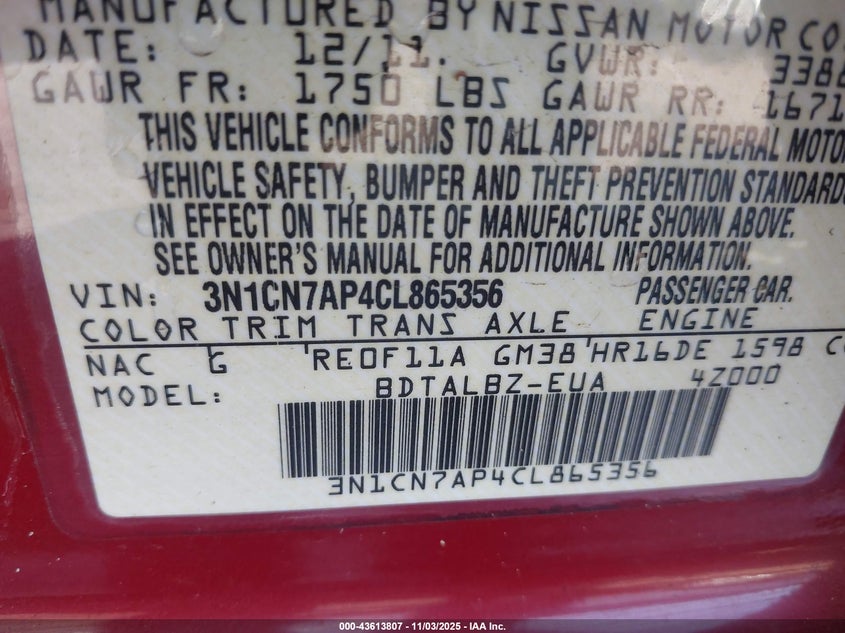 MANUFACTURED BY NISSAN MOTOR CO.
DATE: 12/11. GVWR: 3388
GAWR FR: 1750 LBS GAWR RR: 1671
THIS VEHICLE CONFORMS TO ALL APPLICABLE FEDERAL MOTOR
VEHICLE SAFETY, BUMPER AND THEFT PREVENTION STANDARDS
IN EFFECT ON THE DATE OF MANUFACTURE SHOWN ABOVE.
SEE OWNER'S MANUAL FOR ADDITIONAL INFORMATION.
VIN: 3N1CN7AP4CL865356 PASSENGER CAR.
COLOR TRIM TRANS AXLE ENGINE
NAC G RE0F11A GM38 HR16DE 1598 C
MODEL: BDTALBZ-EUA 4Z000
3N1CN7AP4CL865356
000-43613807 - 11/03/2025 - IAA Inc.